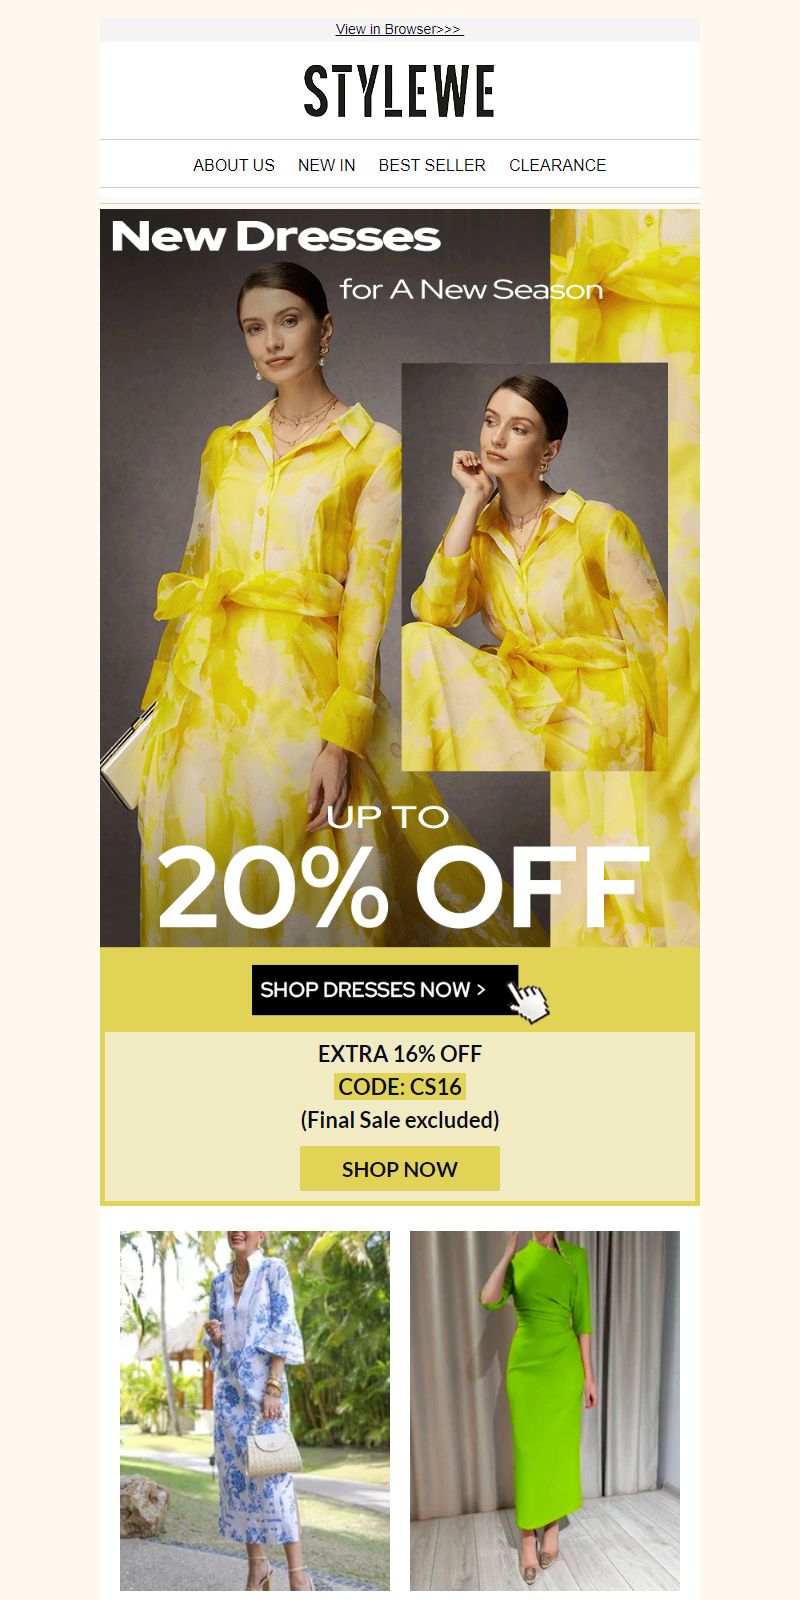 View in Browser>>>
STYLEWE
ABOUT US NEW IN BEST SELLER CLEARANCE
New Dresses
for A New Season
UP TO
20% OFF
SHOP DRESSES NOW >
EXTRA 16% OFF
CODE: CS16
(Final Sale excluded)
SHOP NOW